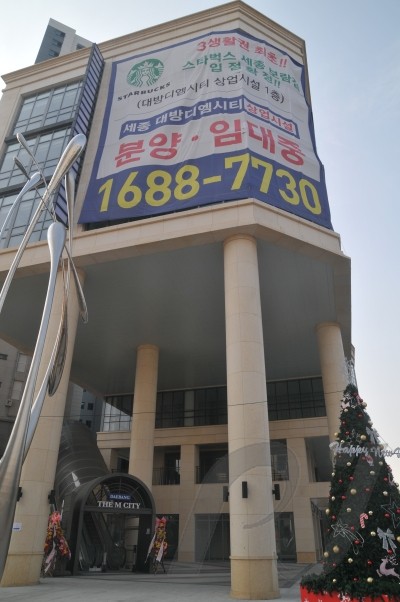 3생활권 최초!!
STARBUCKS
스타벅스 세종 보람점
입점 확정!!
(대방디엠시티 상업시설 1층)
세종 대방디엠시티 상업시설
분양·임대중
1688-7730
DAEBANG
THE M CITY
Happy New